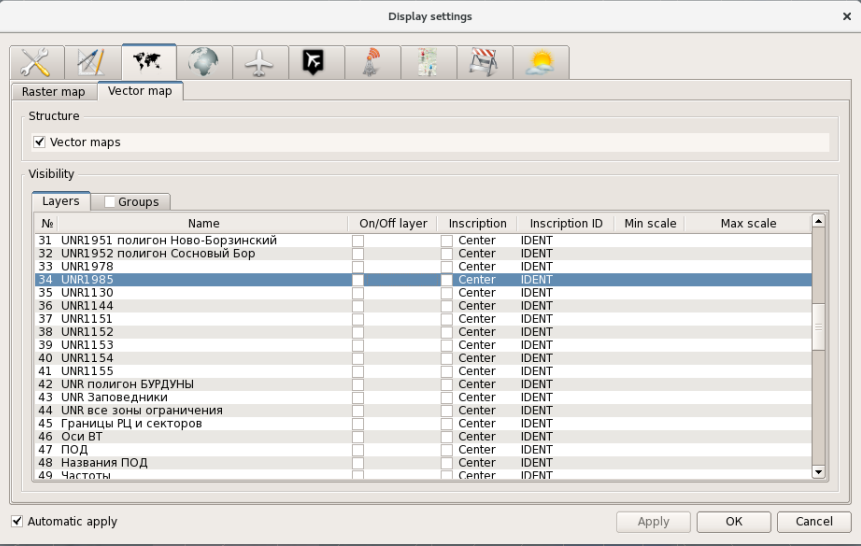 Display settings
Raster map Vector map
Structure
Vector maps
Visibility
Layers Groups
№ Name On/Off layer Inscription Inscription ID Min scale Max scale
31 UNR1951 полигон Ново-Борзинский Center IDENT
32 UNR1952 полигон Сосновый Бор Center IDENT
33 UNR1978 Center IDENT
34 UNR1985 Center IDENT
35 UNR1130 Center IDENT
36 UNR1144 Center IDENT
37 UNR1151 Center IDENT
38 UNR1152 Center IDENT
39 UNR1153 Center IDENT
40 UNR1154 Center IDENT
41 UNR1155 Center IDENT
42 UNR полигон БУРДУНЫ Center IDENT
43 UNR Заповедники Center IDENT
44 UNR все зоны ограничения Center IDENT
45 Границы РЦ и секторов Center IDENT
46 Оси ВТ Center IDENT
47 ПОД Center IDENT
48 Названия ПОД Center IDENT
49 Частоты Center IDENT
Automatic apply Apply OK Cancel